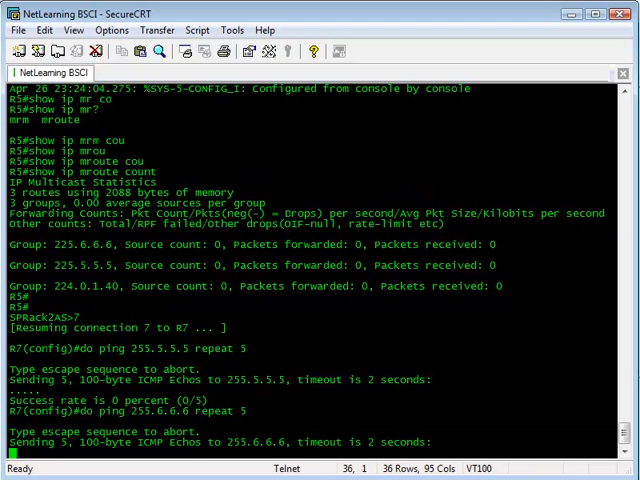 NetLearning BSCI - SecureCRT
File Edit View Options Transfer Script Tools Help
NetLearning BSCI
Apr 26 23:24:04.275: %SYS-5-CONFIG_I: Configured from console by console
R5#show ip mr co
R5#show ip mr?
mrm mroute
R5#show ip mrm cou
R5#show ip mrou
R5#show ip mroute cou
R5#show ip mroute count
IP Multicast Statistics
3 routes using 2088 bytes of memory
3 groups, 0.00 average sources per group
Forwarding Counts: Pkt Count/Pkts(neg(-) = Drops) per second/Avg Pkt Size/Kilobits per second
Other counts: Total/RPF failed/Other drops(OIF-null, rate-limit etc)
Group: 225.6.6.6, Source count: 0, Packets forwarded: 0, Packets received: 0
Group: 225.5.5.5, Source count: 0, Packets forwarded: 0, Packets received: 0
Group: 224.0.1.40, Source count: 0, Packets forwarded: 0, Packets received: 0
R5#
R5#
SPRack2AS>7
[Resuming connection 7 to R7 ... ]
R7(config)#do ping 255.5.5.5 repeat 5
Type escape sequence to abort.
Sending 5, 100-byte ICMP Echos to 255.5.5.5, timeout is 2 seconds:
.....
Success rate is 0 percent (0/5)
R7(config)#do ping 255.6.6.6 repeat 5
Type escape sequence to abort.
Sending 5, 100-byte ICMP Echos to 255.6.6.6, timeout is 2 seconds:
Ready Telnet 36, 1 36 Rows, 95 Cols VT100